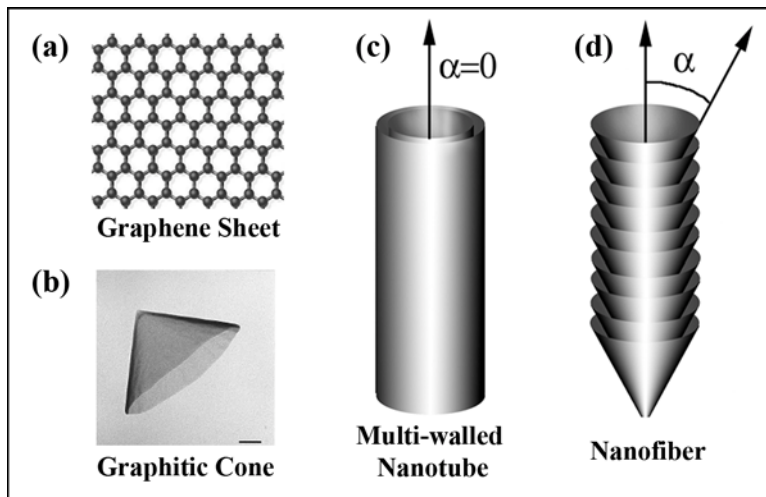 (a)
Graphene Sheet
(b)
Graphitic Cone
(c)
α=0
Multi-walled
Nanotube
(d)
α
Nanofiber